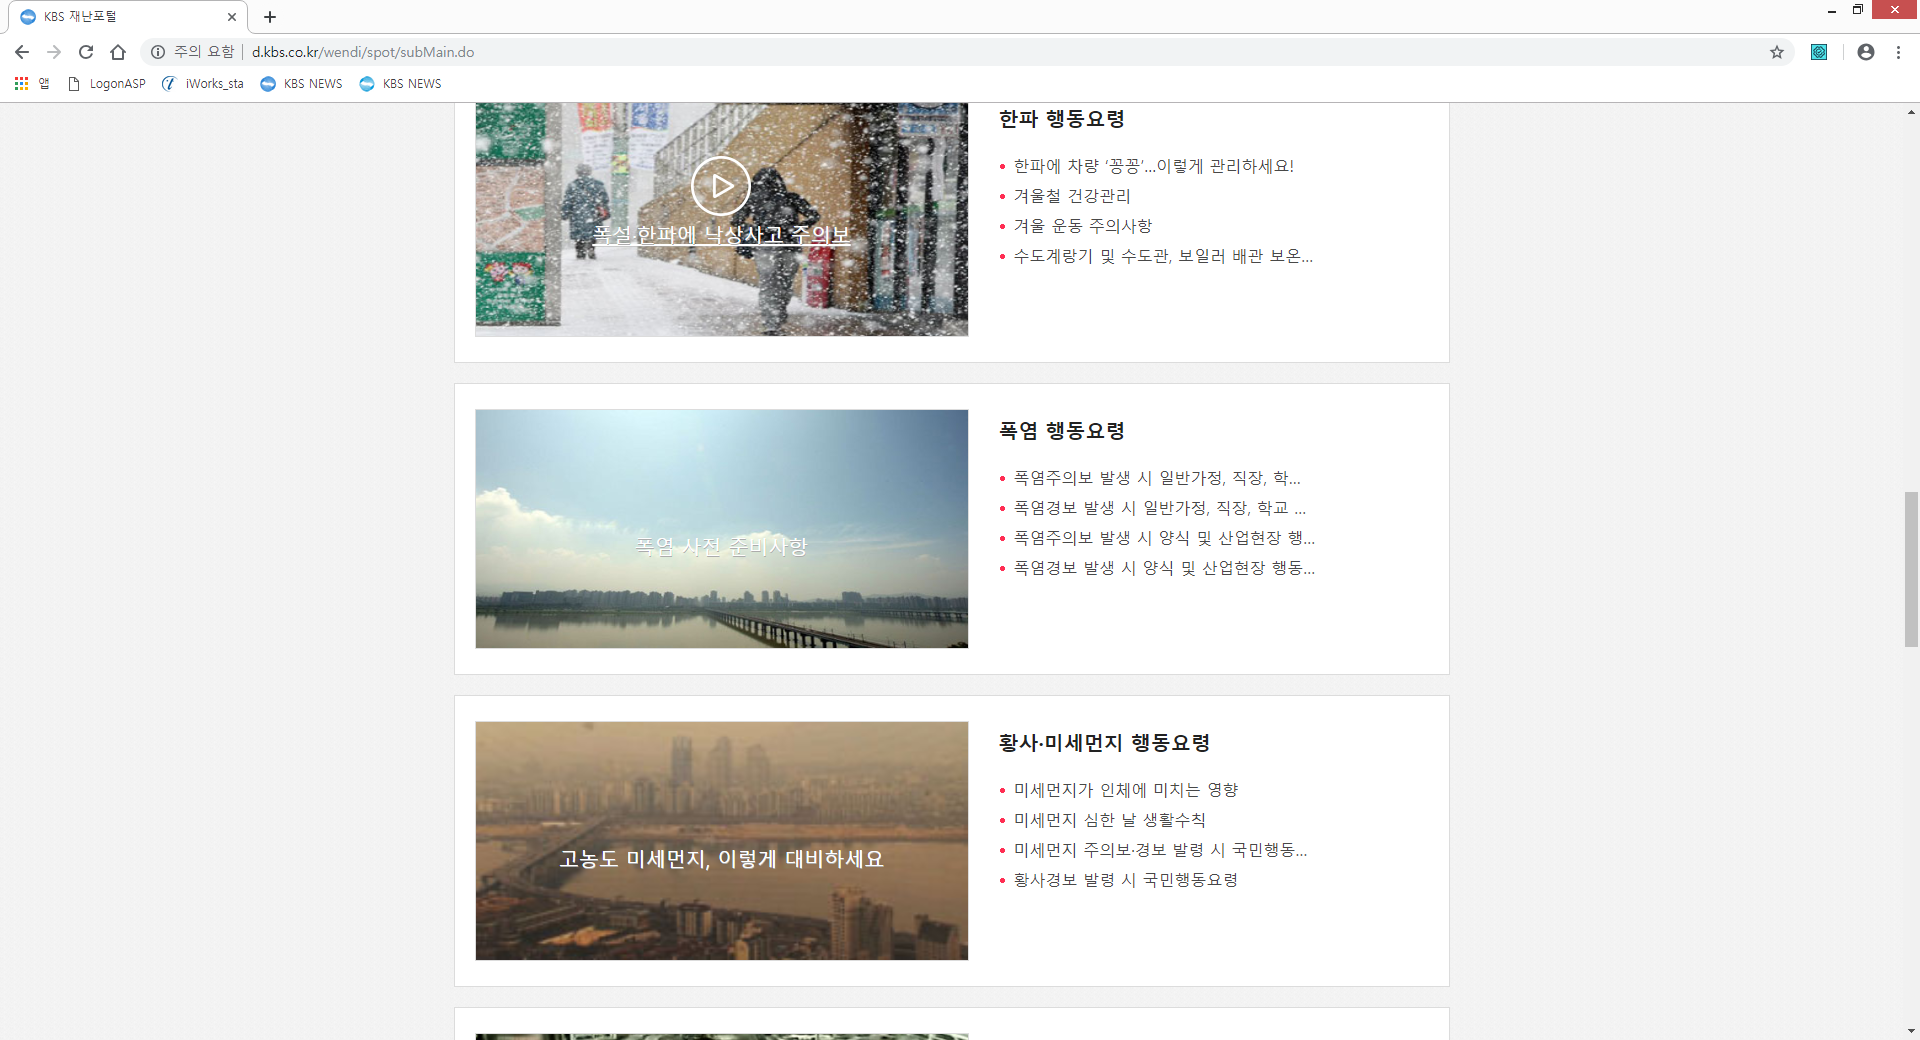 KBS 재난포털
주의 요함
d.kbs.co.kr/wendi/spot/subMain.do
앱
LogonASP
iWorks_sta
KBS NEWS
KBS NEWS
폭설·한파에 낙상사고 주의보
한파 행동요령
한파에 차량 ‘꽁꽁’...이렇게 관리하세요!
겨울철 건강관리
겨울 운동 주의사항
수도계량기 및 수도관, 보일러 배관 보온...
폭염 사전 준비사항
폭염 행동요령
폭염주의보 발생 시 일반가정, 직장, 학...
폭염경보 발생 시 일반가정, 직장, 학교 ...
폭염주의보 발생 시 양식 및 산업현장 행...
폭염경보 발생 시 양식 및 산업현장 행동...
고농도 미세먼지, 이렇게 대비하세요
황사·미세먼지 행동요령
미세먼지가 인체에 미치는 영향
미세먼지 심한 날 생활수칙
미세먼지 주의보·경보 발령 시 국민행동...
황사경보 발령 시 국민행동요령